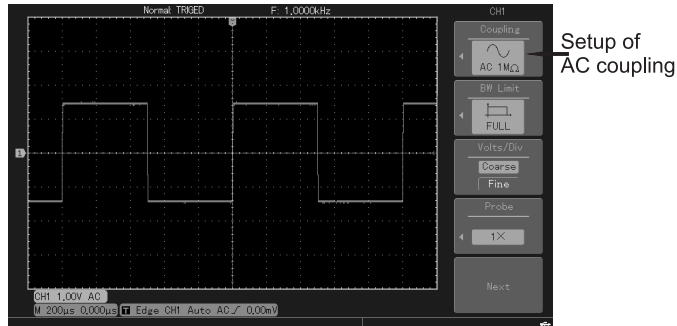 Normal: TRIGED F: 1.0000kHz CH1
Coupling
AC 1MΩ
Setup of
AC coupling
BW Limit
FULL
Volts/Div
Coarse
Fine
1
Probe
1X
Next
CH1 1.00V AC
M 200μs 0.000μs T Edge CH1 Auto AC 0.00mV